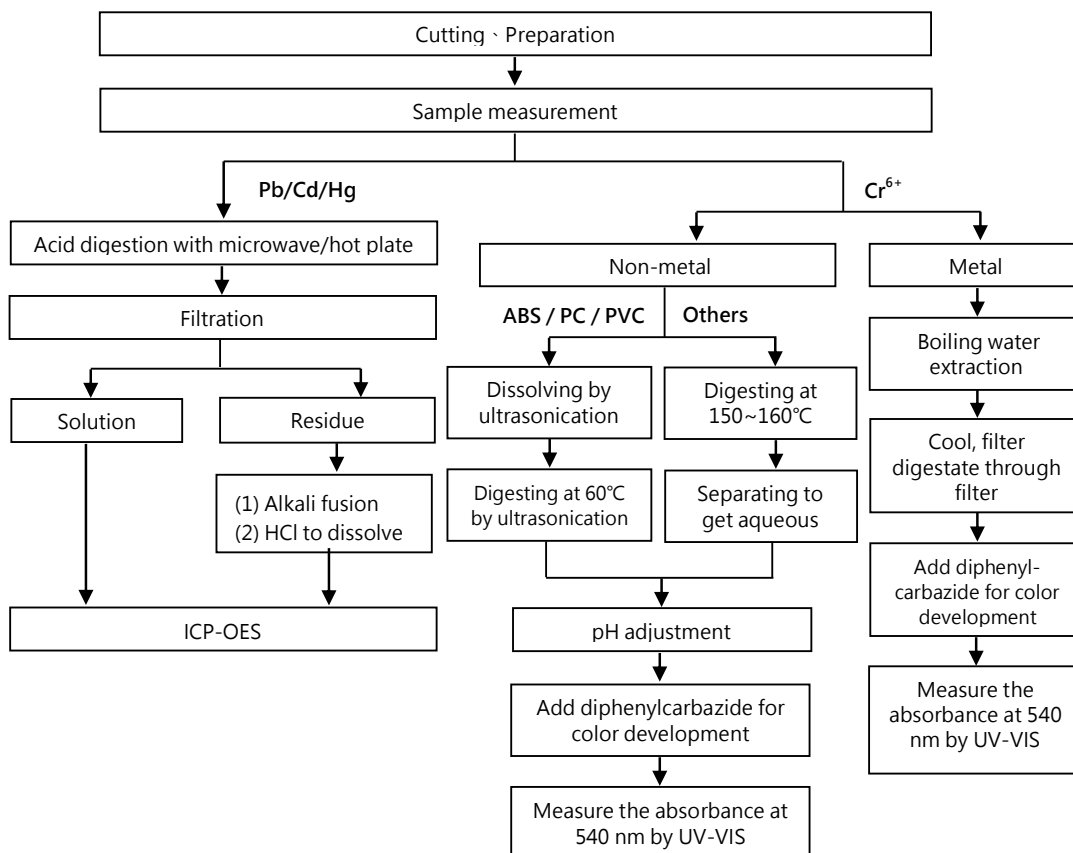 Cutting、Preparation
Sample measurement
Pb/Cd/Hg
Cr6+
Acid digestion with microwave/hot plate
Filtration
Solution
Residue
(1) Alkali fusion
(2) HCl to dissolve
ICP-OES
Non-metal
ABS / PC / PVC
Others
Dissolving by
ultrasonication
Digesting at 60℃
by ultrasonication
Digesting at
150~160℃
Separating to
get aqueous
pH adjustment
Add diphenylcarbazide for
color development
Measure the absorbance at
540 nm by UV-VIS
Metal
Boiling water
extraction
Cool, filter
digestate through
filter
Add diphenyl-
carbazide for color
development
Measure the
absorbance at 540
nm by UV-VIS